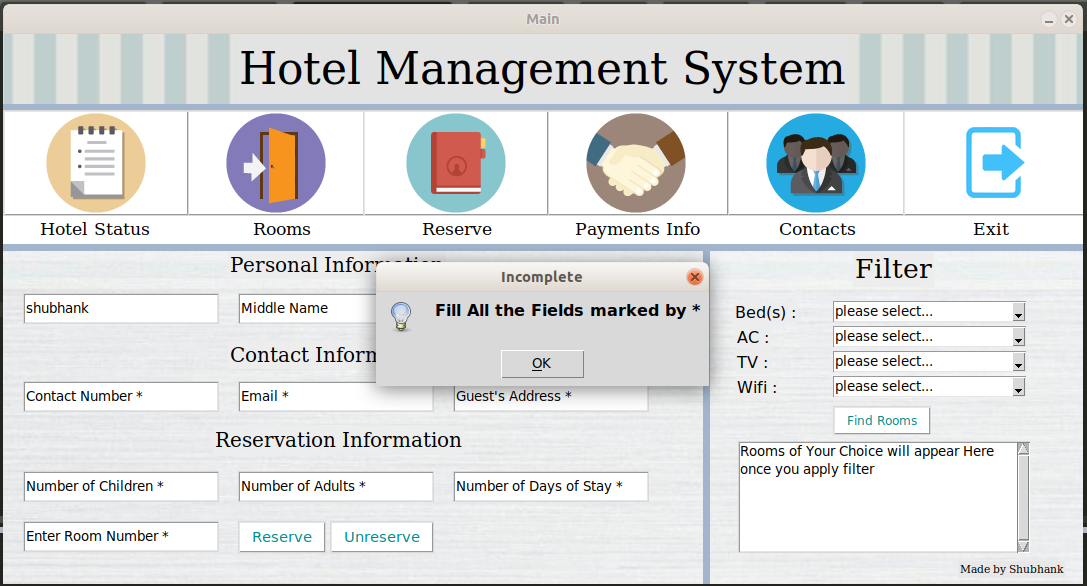 Main
Hotel Management System
Hotel Status
Rooms
Reserve
Payments Info
Contacts
Exit
Personal Information
shubhank
Middle Name
Incomplete
Fill All the Fields marked by *
OK
Contact Inform
Contact Number *
Email *
Guest's Address *
Reservation Information
Number of Children *
Number of Adults *
Number of Days of Stay *
Enter Room Number *
Reserve
Unreserve
Filter
Bed(s) :
please select...
AC :
please select...
TV :
please select...
Wifi :
please select...
Find Rooms
Rooms of Your Choice will appear Here
once you apply filter
Made by Shubhank